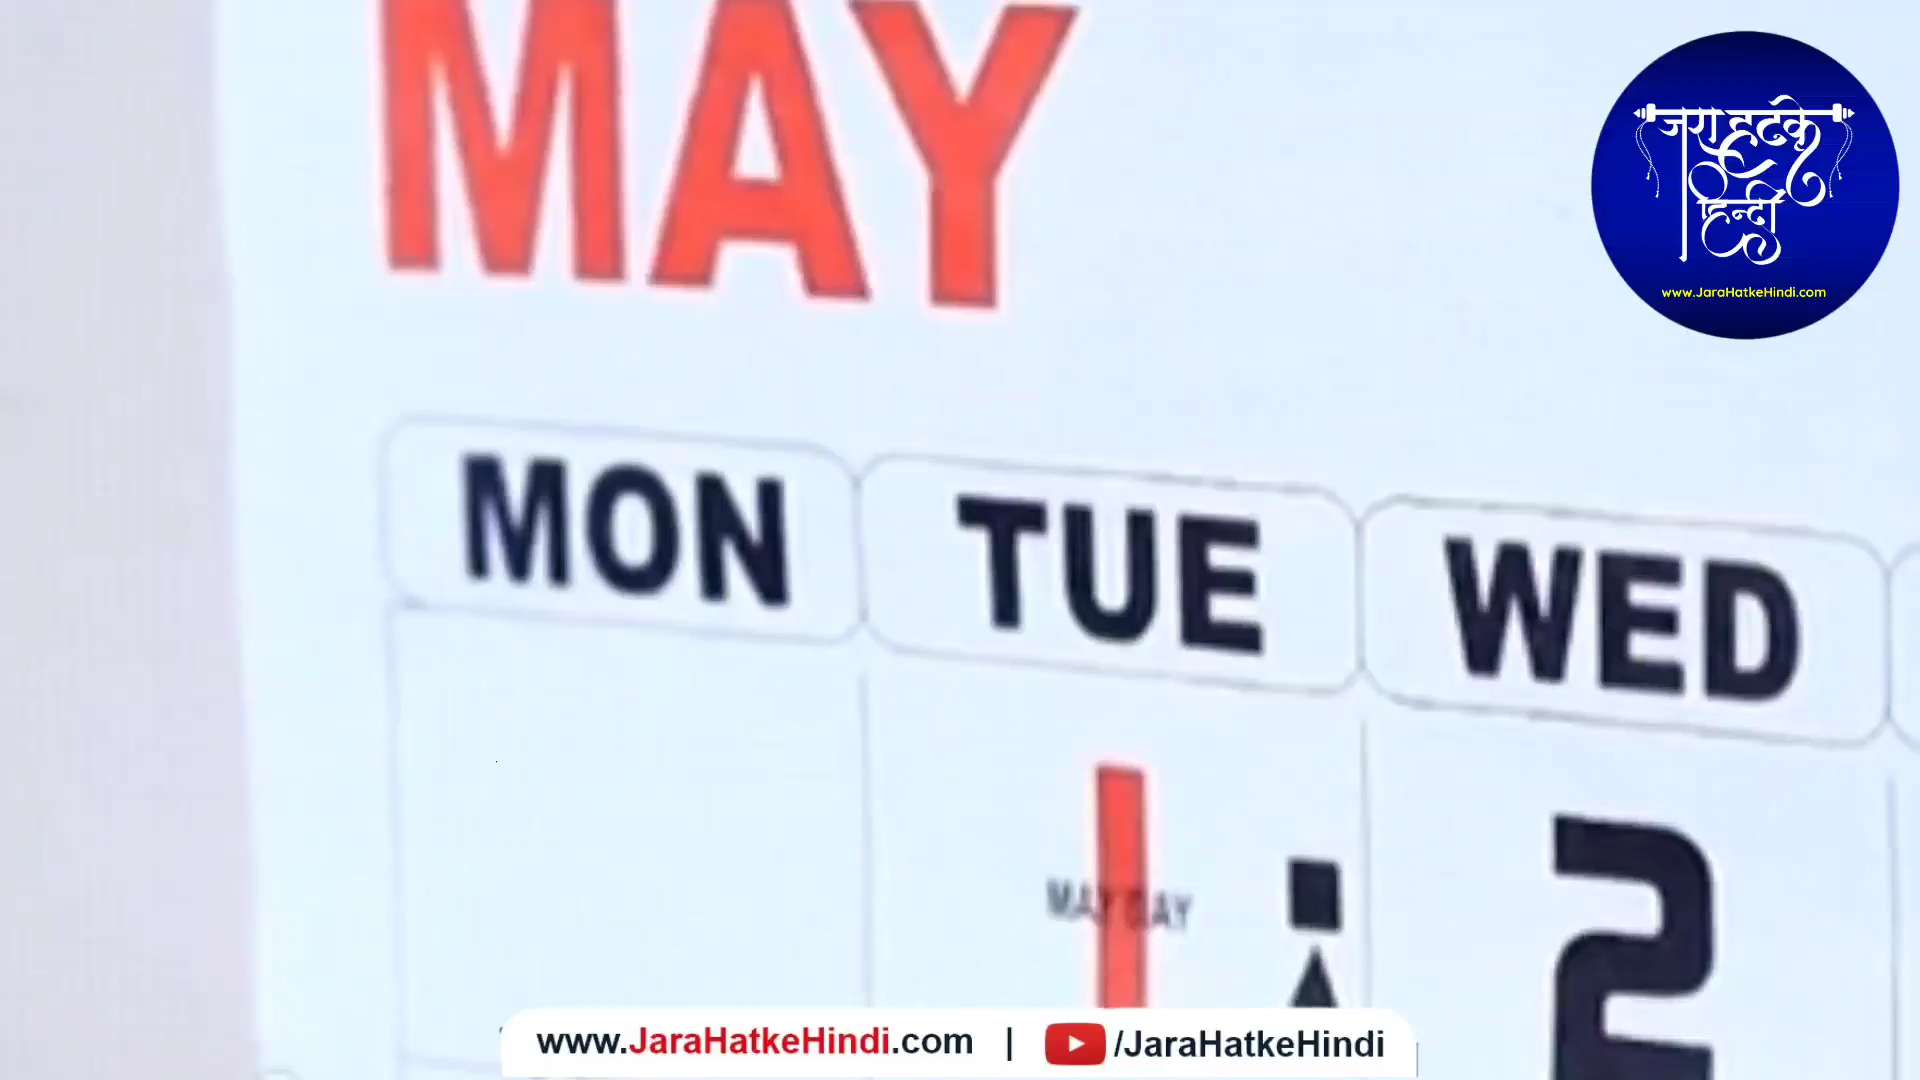 MAY
जरा हटके
हिन्दी
www.JaraHatkeHindi.com
MON TUE WED
1 2
MAY DAY
www.JaraHatkeHindi.com | /JaraHatkeHindi